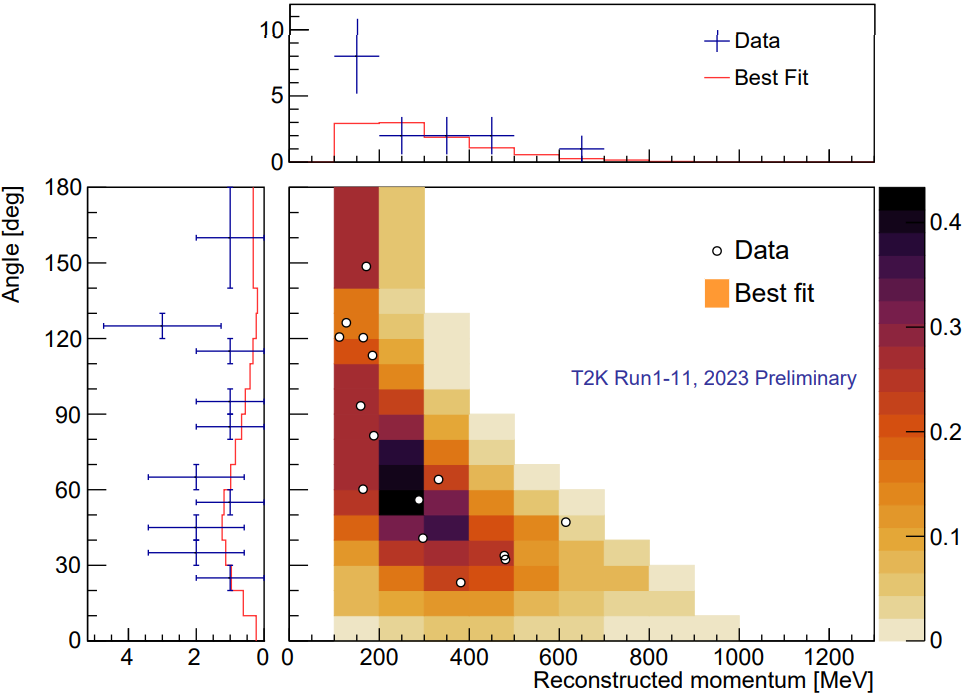 10
5
0
Data
Best Fit
Angle [deg]
180
150
120
90
60
30
0
4 2 0
Data
Best fit
T2K Run1-11, 2023 Preliminary
0.4
0.3
0.2
0.1
0
0 200 400 600 800 1000 1200
Reconstructed momentum [MeV]